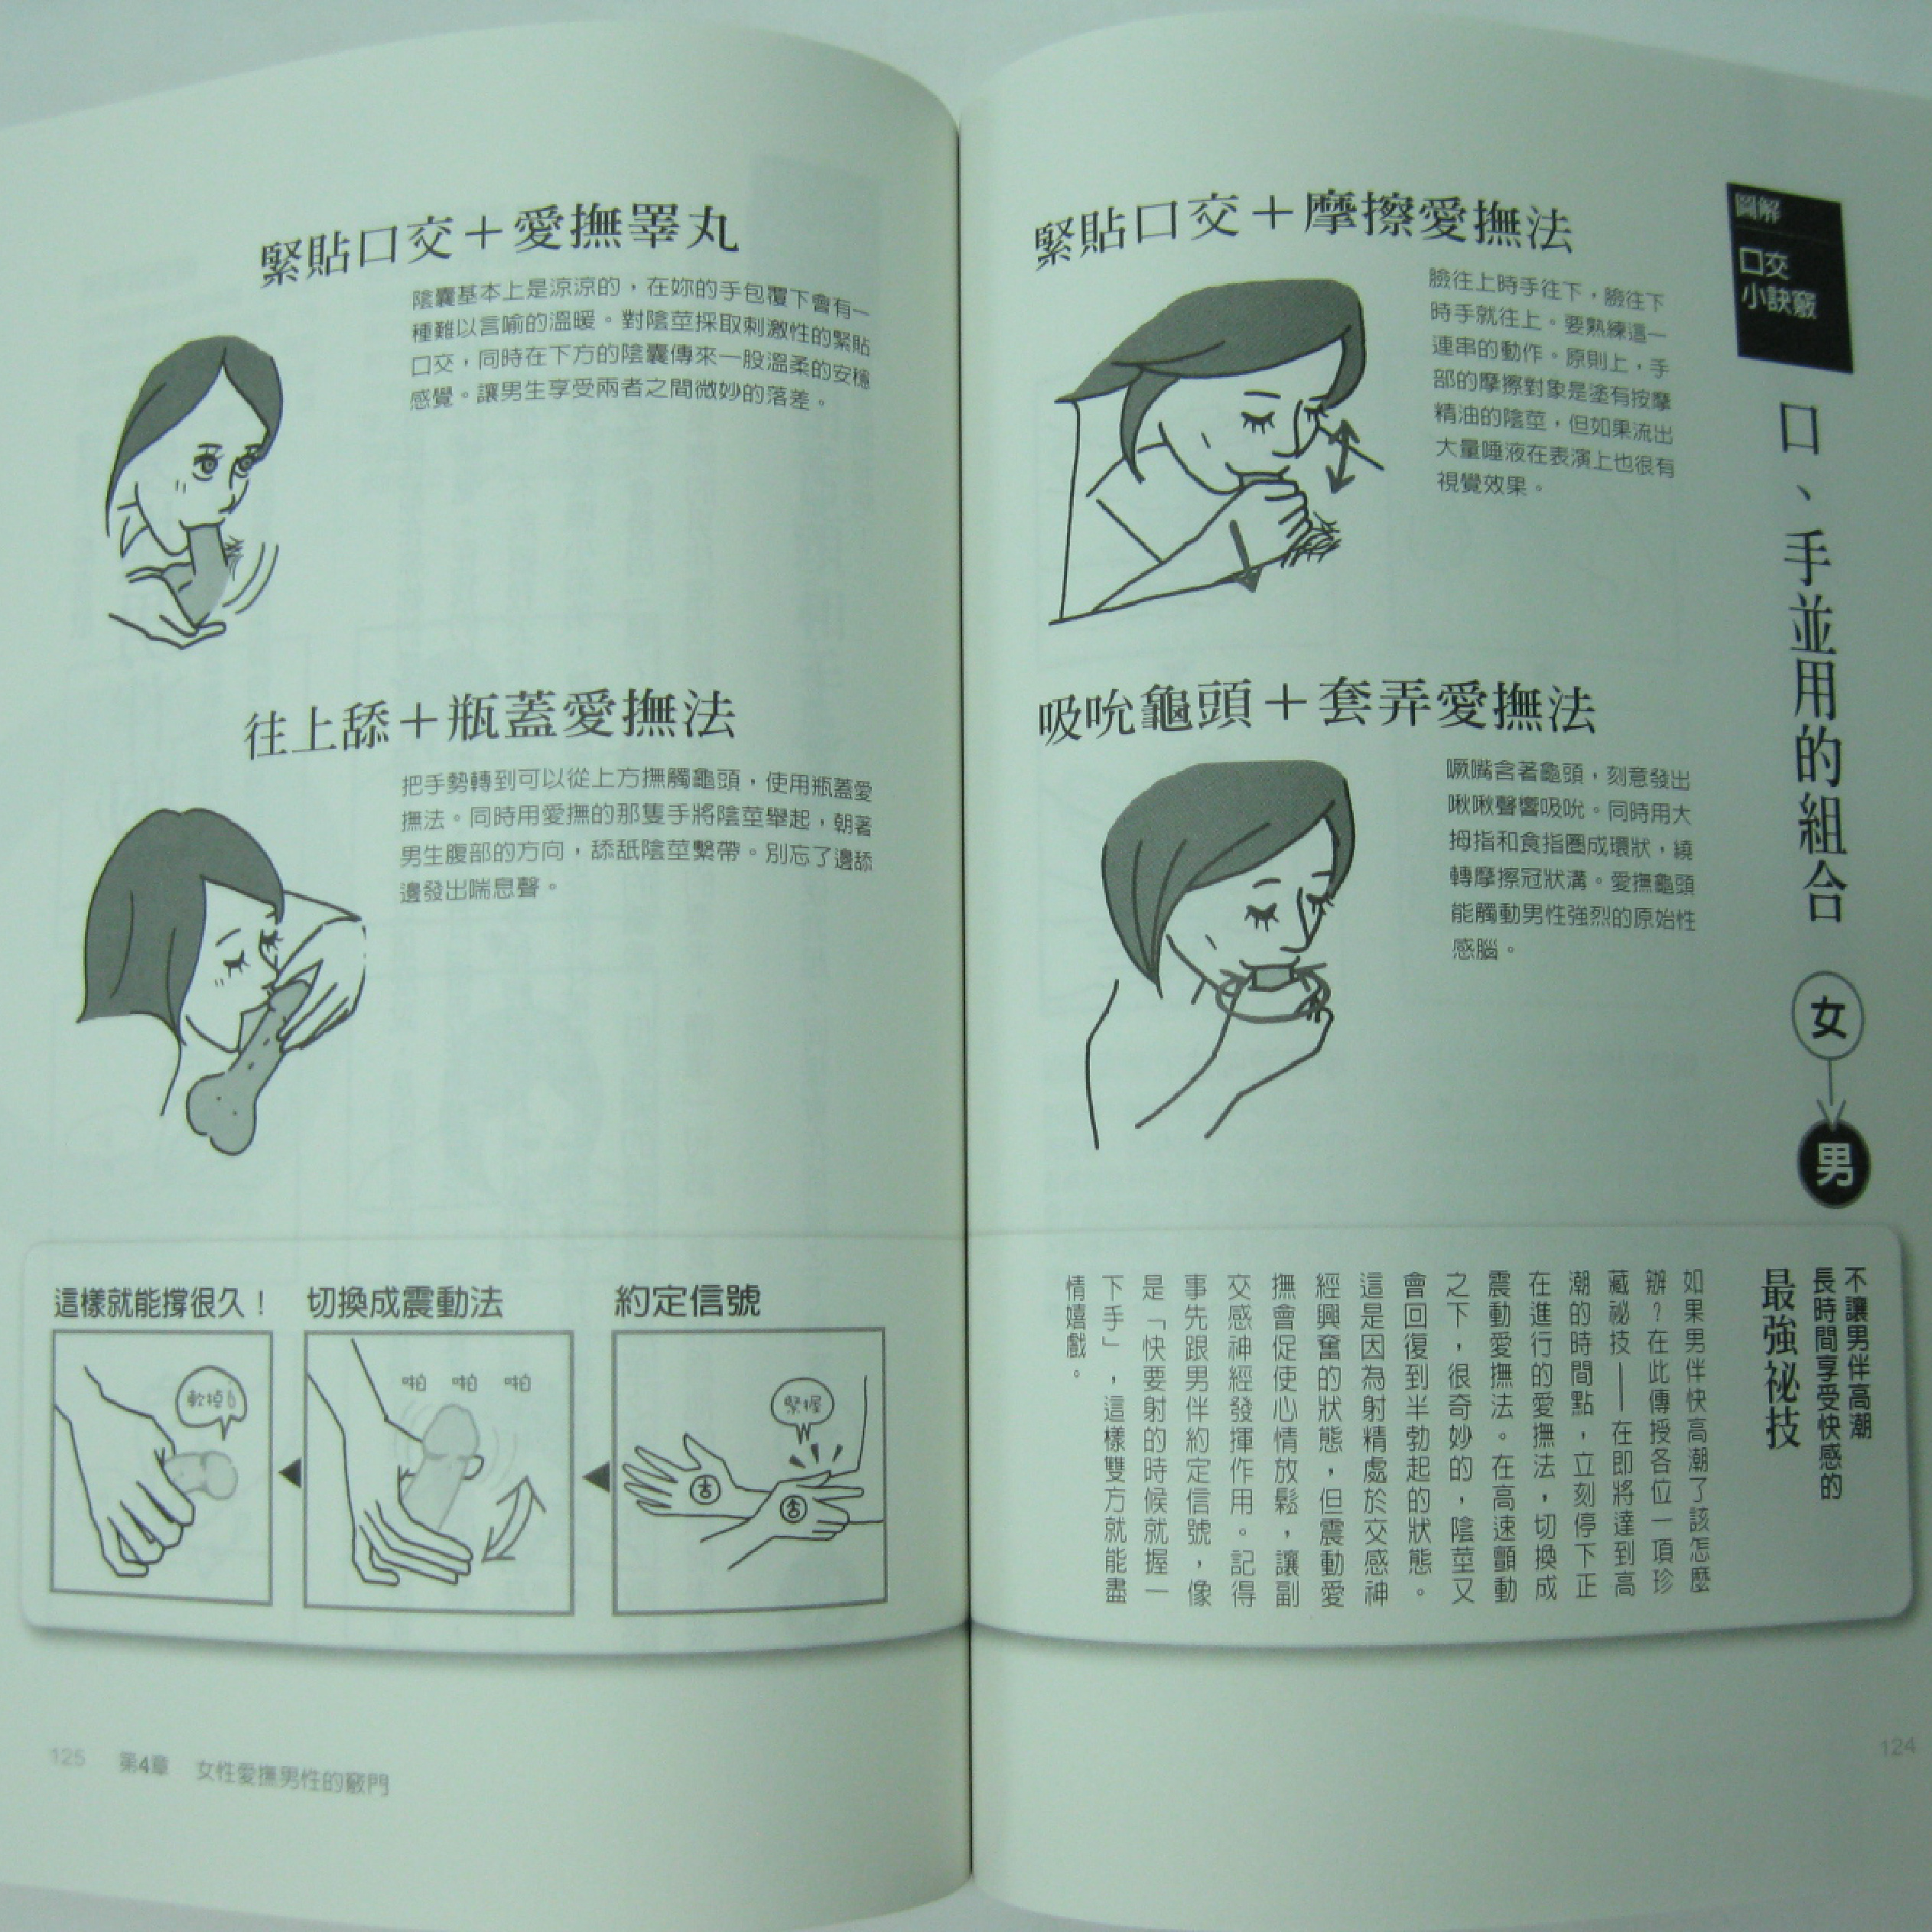 圖解
口交
小訣竅
口、手並用的組合
女
男
緊貼口交＋摩擦愛撫法
臉往上時手往下，臉往下
時手就往上。要熟練這一
連串的動作。原則上，手
部的摩擦對象是塗有按摩
精油的陰莖，但如果流出
大量唾液在表演上也很有
視覺效果。
吸吮龜頭＋套弄愛撫法
噘嘴含著龜頭，刻意發出
啾啾聲響吸吮。同時用大
拇指和食指圈成環狀，繞
轉摩擦冠狀溝。愛撫龜頭
能觸動男性強烈的原始性
感腦。
不讓男伴高潮
長時間享受快感的
最強祕技
如果男伴快高潮了該怎麼
辦？在此傳授各位一項珍
藏祕技——在即將達到高
潮的時間點，立刻停下正
在進行的愛撫法，切換成
震動愛撫法。在高速顫動
之下，很奇妙的，陰莖又
會回復到半勃起的狀態。
這是因為射精處於交感神
經興奮的狀態，但震動愛
撫會促使心情放鬆，讓副
交感神經發揮作用。記得
事先跟男伴約定信號，像
是「快要射的時候就握一
下手」，這樣雙方就能盡
情嬉戲。
124
緊貼口交＋愛撫睪丸
陰囊基本上是涼涼的，在妳的手包覆下會有一
種難以言喻的溫暖。對陰莖採取刺激性的緊貼
口交，同時在下方的陰囊傳來一股溫柔的安穩
感覺。讓男生享受兩者之間微妙的落差。
往上舔＋瓶蓋愛撫法
把手勢轉到可以從上方撫觸龜頭，使用瓶蓋愛
撫法。同時用愛撫的那隻手將陰莖舉起，朝著
男生腹部的方向，舔舐陰莖繫帶。別忘了邊舔
邊發出喘息聲。
約定信號
緊握
切換成震動法
啪 啪 啪
這樣就能撐很久！
軟掉
125 第4章 女性愛撫男性的竅門